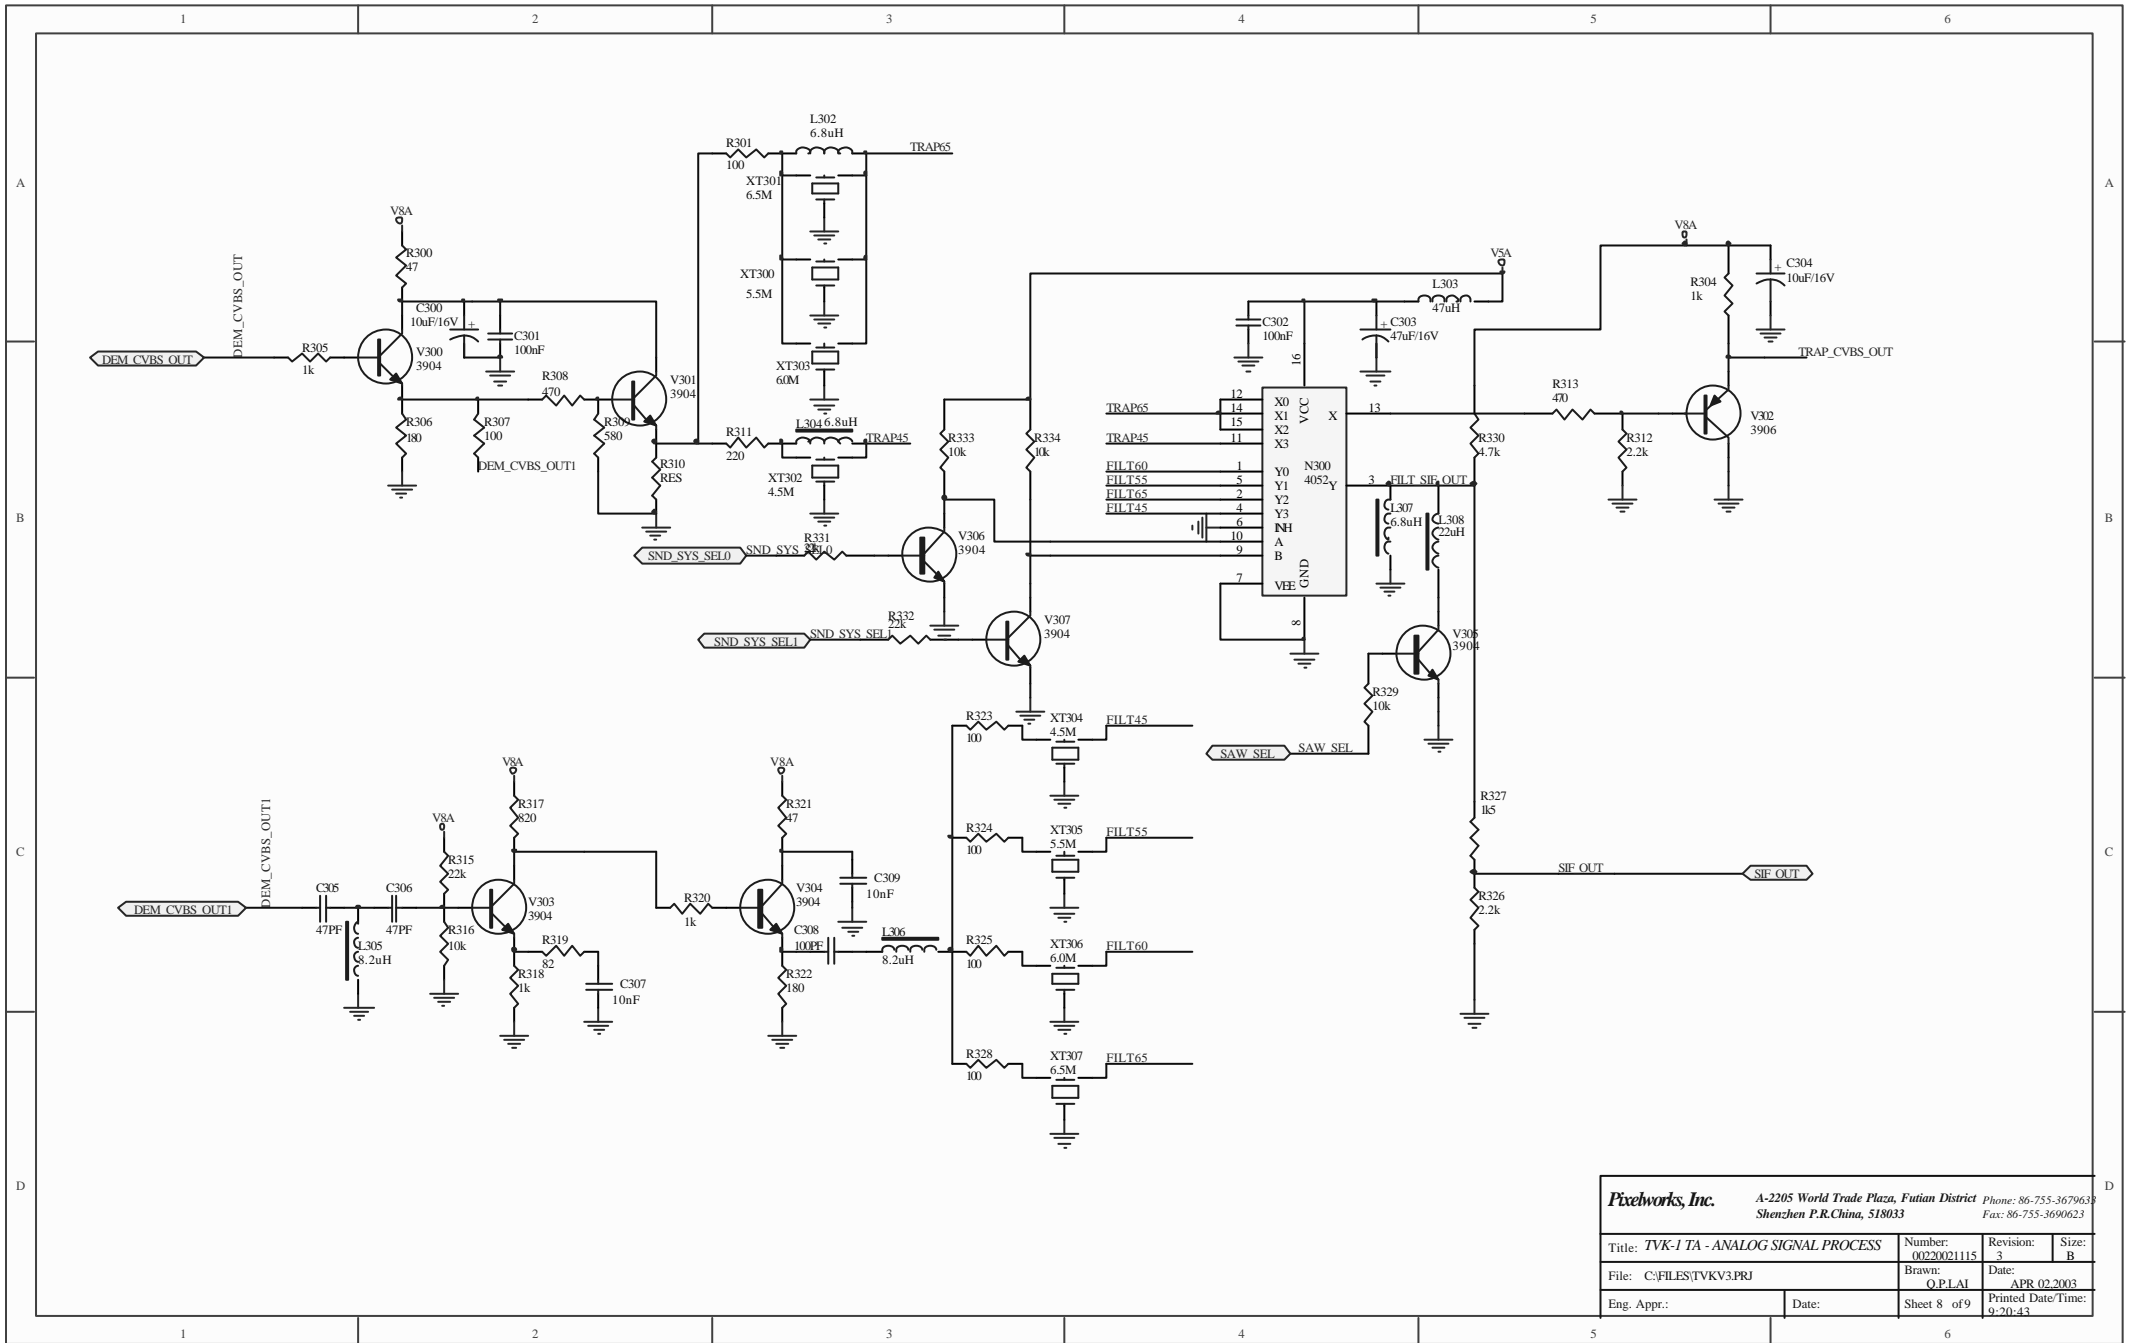 1 2 3 4 5 6
A
B
C
D
A
B
C
D
L302
6.8uH
R301
100
TRAP65
XT301
6.5M
XT300
5.5M
XT303
6.0M
V8A
R300
47
DEM_CVBS_OUT
C300
10uF/16V
C301
100nF
DEM_CVBS_OUT
R305
1k
V300
3904
R308
470
V301
3904
R306
180
R307
100
R309
580
DEM_CVBS_OUT1
R310
RES
R311
220
L304 6.8uH
TRAP45
XT302
4.5M
R333
10k
R334
10k
SND_SYS_SEL0
SND_SYS_SEL0
R331
V306
3904
SND_SYS_SEL1
SND_SYS_SEL1
R332
22k
V307
3904
V5A
L303
47uH
C302
100nF
C303
47uF/16V
16
TRAP65
TRAP45
FILT60
FILT55
FILT65
FILT45
12
14
15
11
1
5
2
4
6
10
9
7
X0
X1
X2
X3
Y0
Y1
Y2
Y3
INH
A
B
VEE
VCC
GND
N300
4052
X
Y
13
3
8
FILT_SIF_OUT
L307
6.8uH
L308
22uH
V305
3904
R329
10k
SAW_SEL
SAW_SEL
V8A
R304
1k
C304
10uF/16V
TRAP_CVBS_OUT
R313
470
R312
2.2k
V302
3906
R330
4.7k
R327
1k5
SIF_OUT
SIF_OUT
R326
2.2k
DEM_CVBS_OUT1
DEM_CVBS_OUT1
C305
47PF
C306
47PF
L305
8.2uH
V8A
R315
22k
R316
10k
V8A
R317
820
V303
3904
R319
82
R318
1k
C307
10nF
R320
1k
V8A
R321
47
V304
3904
C309
10nF
C308
100PF
R322
180
L306
8.2uH
R323
100
XT304
4.5M
FILT45
R324
100
XT305
5.5M
FILT55
R325
100
XT306
6.0M
FILT60
R328
100
XT307
6.5M
FILT65
Pixelworks, Inc.
A-2205 World Trade Plaza, Futian District
Shenzhen P.R.China, 518033
Phone: 86-755-3679633
Fax: 86-755-3690623
Title: TVK-1 TA - ANALOG SIGNAL PROCESS
Number:
00220021115
Revision:
3
Size:
B
File: C:\FILES\TVKV3.PRJ
Brawn:
Q.P.LAI
Date:
APR 02,2003
Eng. Appr.:
Date:
Sheet 8 of 9
Printed Date/Time:
9:20:43
1 2 3 4 5 6